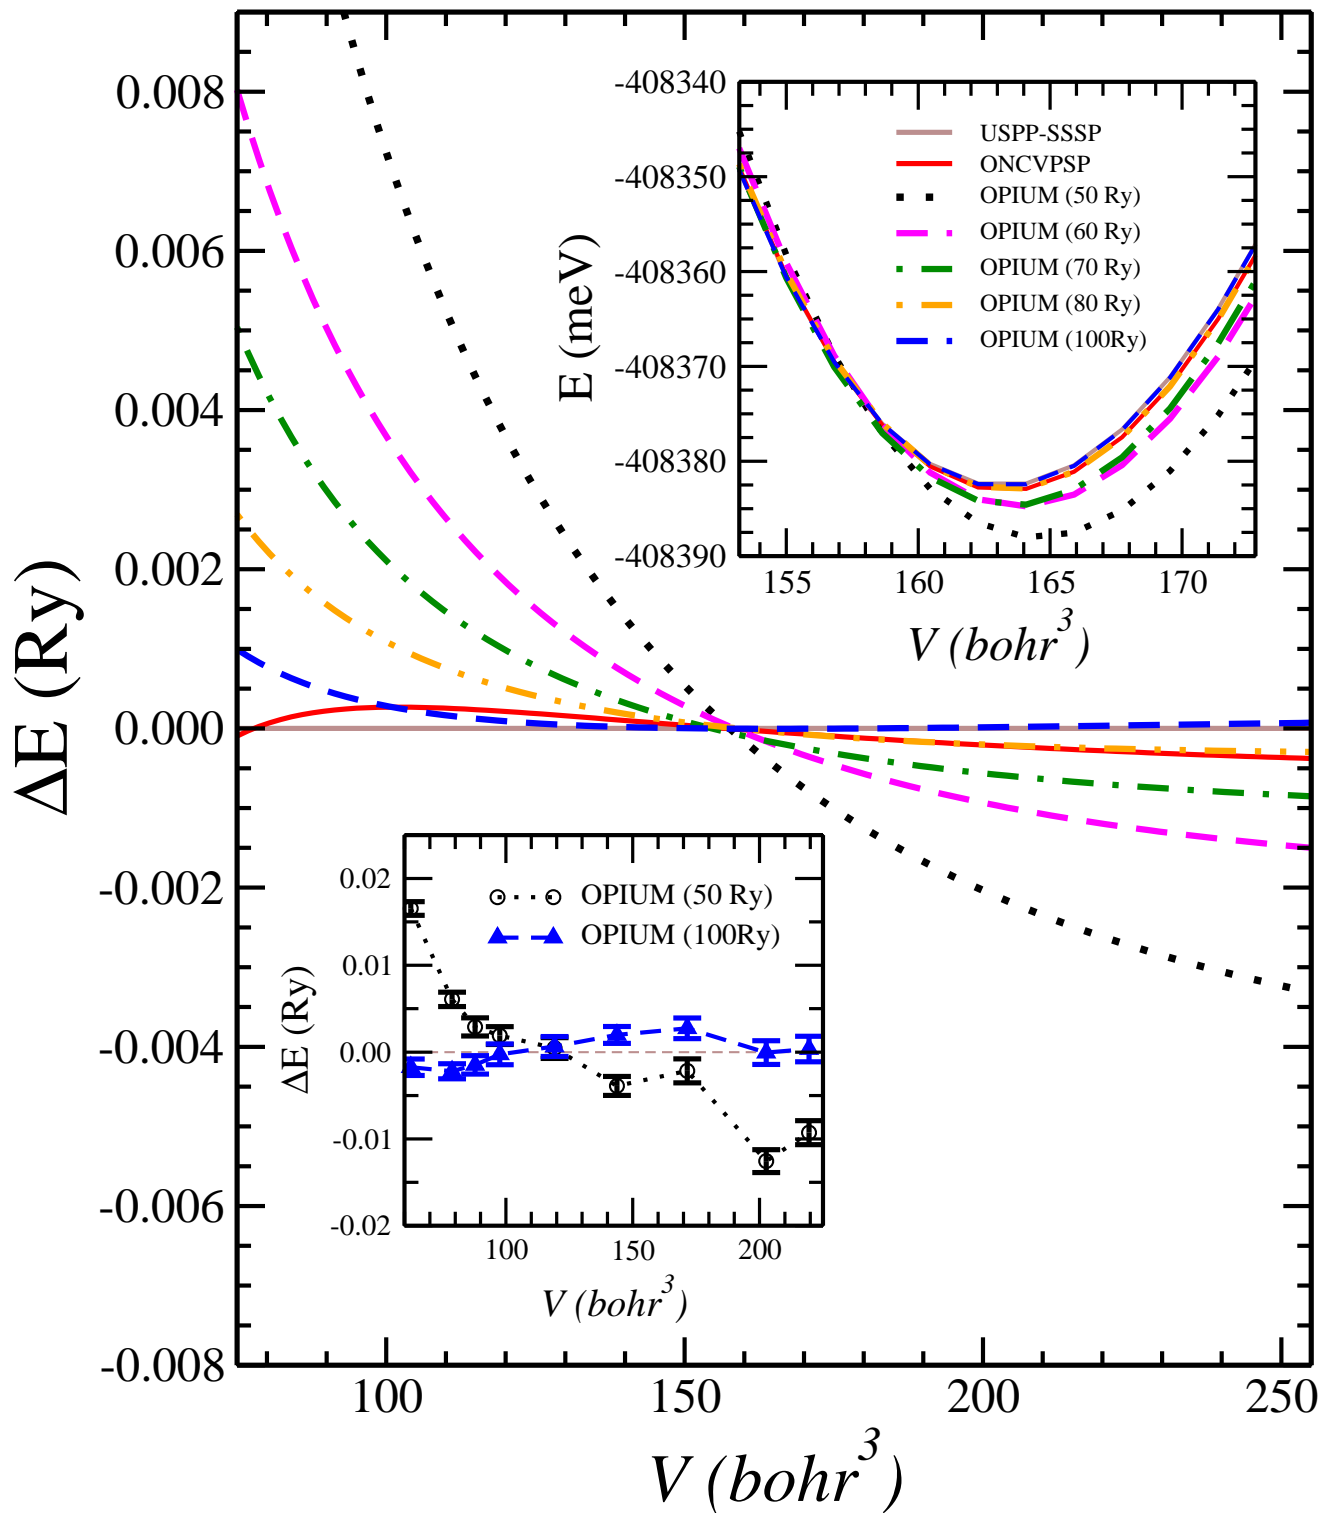 0.008
0.006
0.004
0.002
0.000
-0.002
-0.004
-0.006
-0.008
ΔE (Ry)
100
150
200
250
V (bohr³)
-408340
-408350
-408360
-408370
-408380
-408390
E (meV)
USPP-SSSP
ONCVPSP
OPIUM (50 Ry)
OPIUM (60 Ry)
OPIUM (70 Ry)
OPIUM (80 Ry)
OPIUM (100Ry)
155
160
165
170
V (bohr³)
0.02
0.01
0.00
-0.01
-0.02
ΔE (Ry)
OPIUM (50 Ry)
OPIUM (100Ry)
100
150
200
V (bohr³)